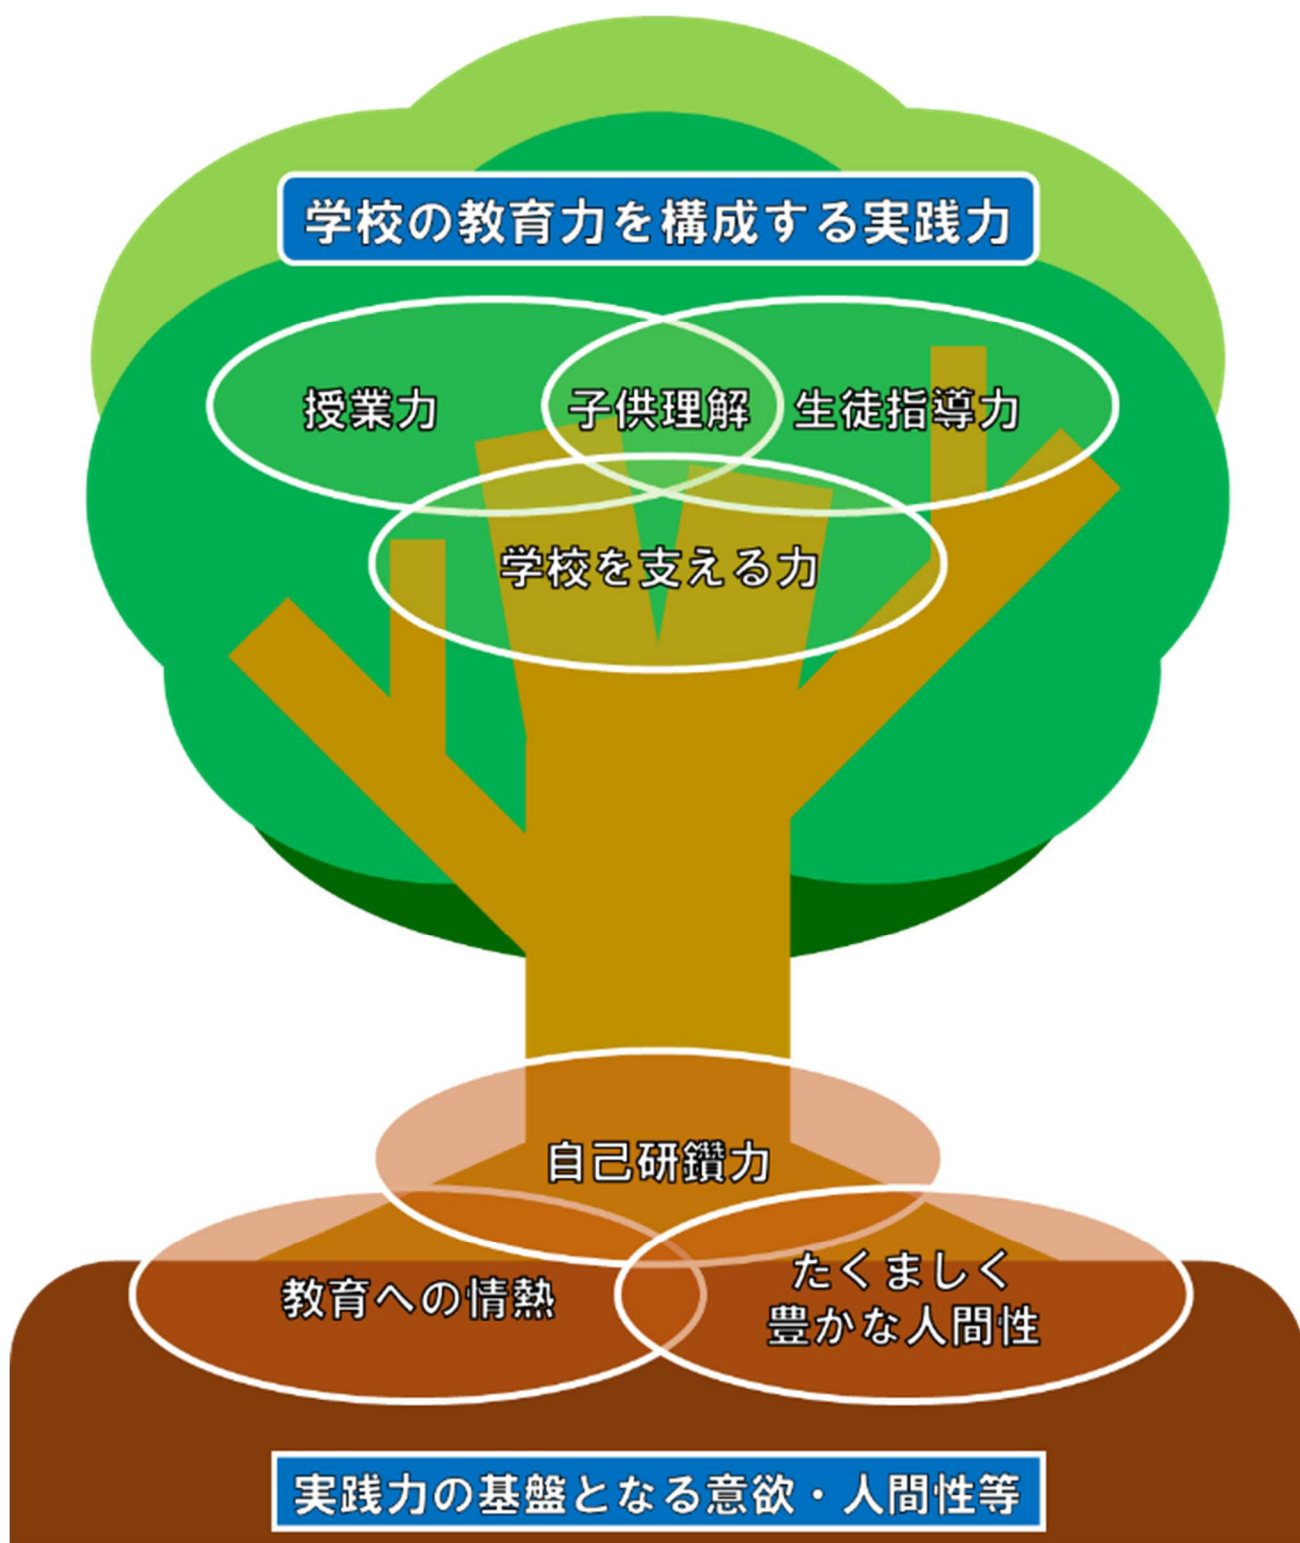 学校の教育力を構成する実践力
授業力
子供理解
生徒指導力
学校を支える力
自己研鑽力
教育への情熱
たくましく
豊かな人間性
実践力の基盤となる意欲・人間性等